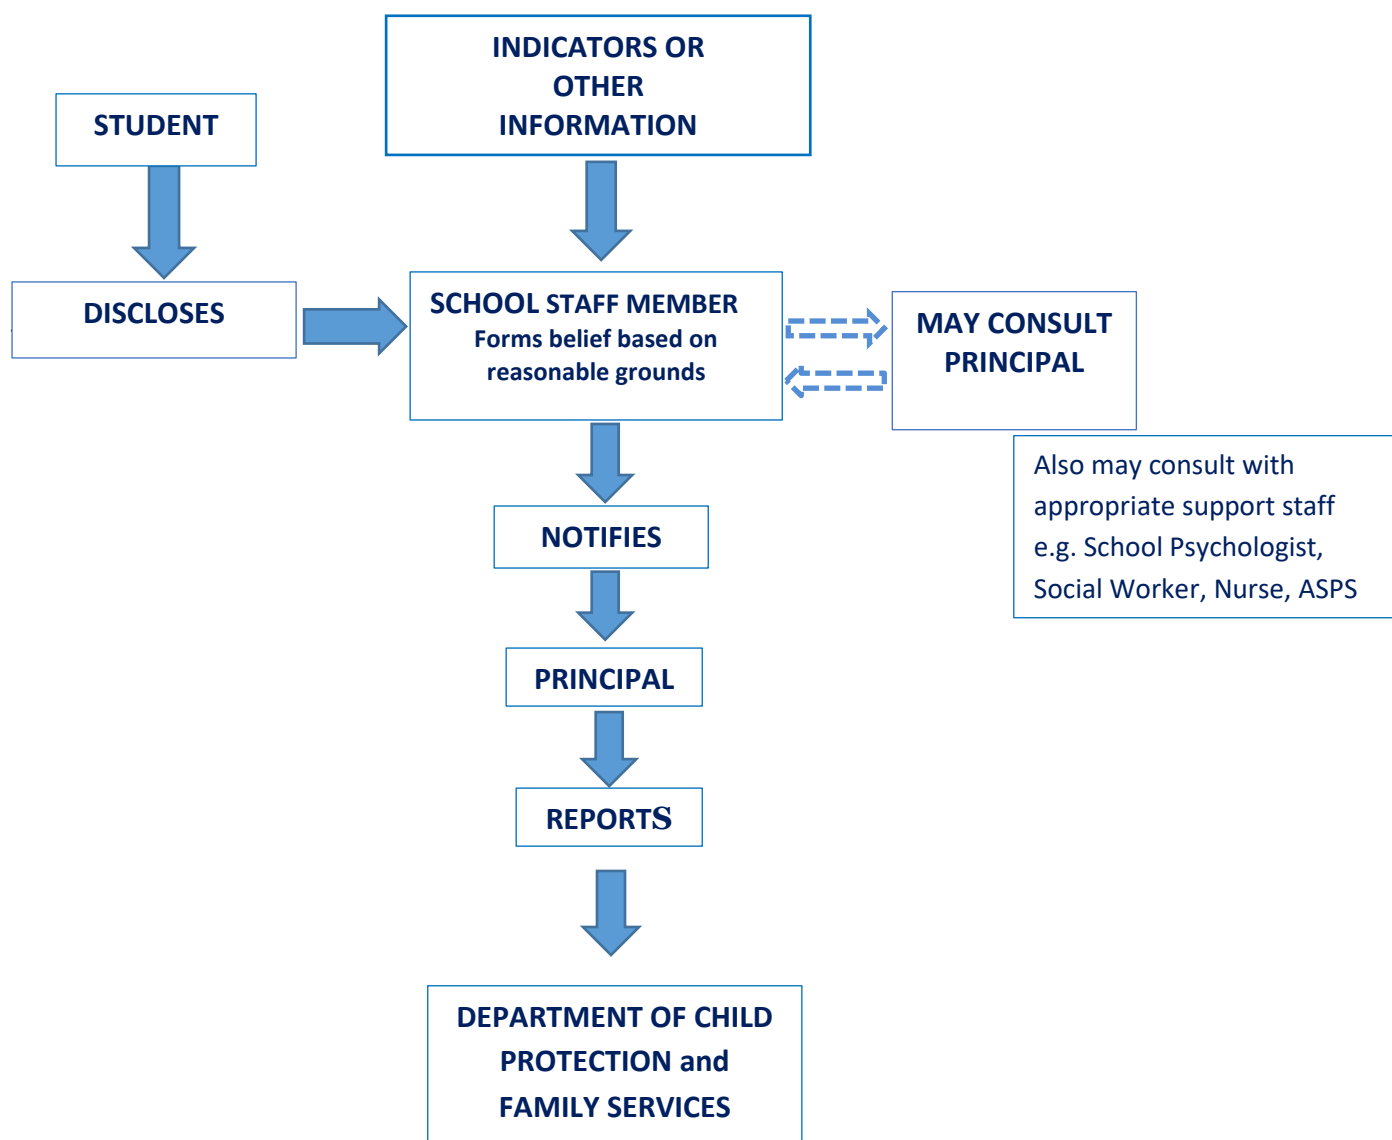 INDICATORS OR
OTHER
INFORMATION
STUDENT
DISCLOSES
SCHOOL STAFF MEMBER
Forms belief based on
reasonable grounds
MAY CONSULT
PRINCIPAL
Also may consult with
appropriate support staff
e.g. School Psychologist,
Social Worker, Nurse, ASPS
NOTIFIES
PRINCIPAL
REPORTS
DEPARTMENT OF CHILD
PROTECTION and
FAMILY SERVICES